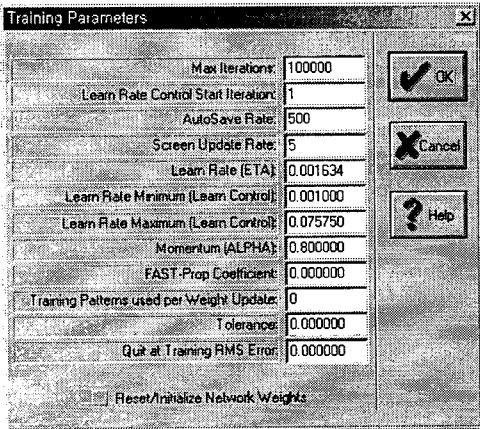 Training Parameters
Max Iterations: 100000
Learn Rate Control Start Iteration: 1
AutoSave Rate: 500
Screen Update Rate: 5
Learn Rate (ETA): 0.001634
Learn Rate Minimum (Learn Control): 0.001000
Learn Rate Maximum (Learn Control): 0.075750
Momentum (ALPHA): 0.800000
FAST-Prop Coefficient: 0.000000
Training Patterns used per Weight Update: 0
Tolerance: 0.000000
Quit at Training RMS Error: 0.000000
Reset/Initialize Network Weights
OK
Cancel
Help